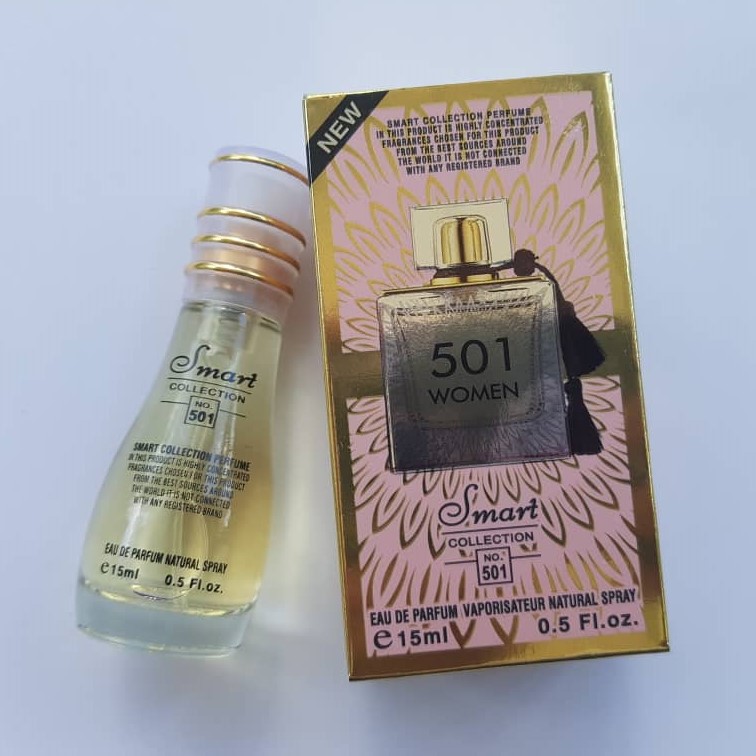 Smart
COLLECTION
NO.
501
SMART COLLECTION PERFUME
IN THIS PRODUCT IS HIGHLY CONCENTRATED
FRAGRANCES CHOSEN FOR THIS PRODUCT
FROM THE BEST SOURCES AROUND
THE WORLD IT IS NOT CONNECTED
WITH ANY REGISTERED BRAND
EAU DE PARFUM NATURAL SPRAY
e15ml 0.5 Fl.oz.
NEW
SMART COLLECTION PERFUME
IN THIS PRODUCT IS HIGHLY CONCENTRATED
FRAGRANCES CHOSEN FOR THIS PRODUCT
FROM THE BEST SOURCES AROUND
THE WORLD IT IS NOT CONNECTED
WITH ANY REGISTERED BRAND
501
WOMEN
Smart
COLLECTION
NO.
501
EAU DE PARFUM VAPORISATEUR NATURAL SPRAY
e15ml 0.5 Fl.oz.